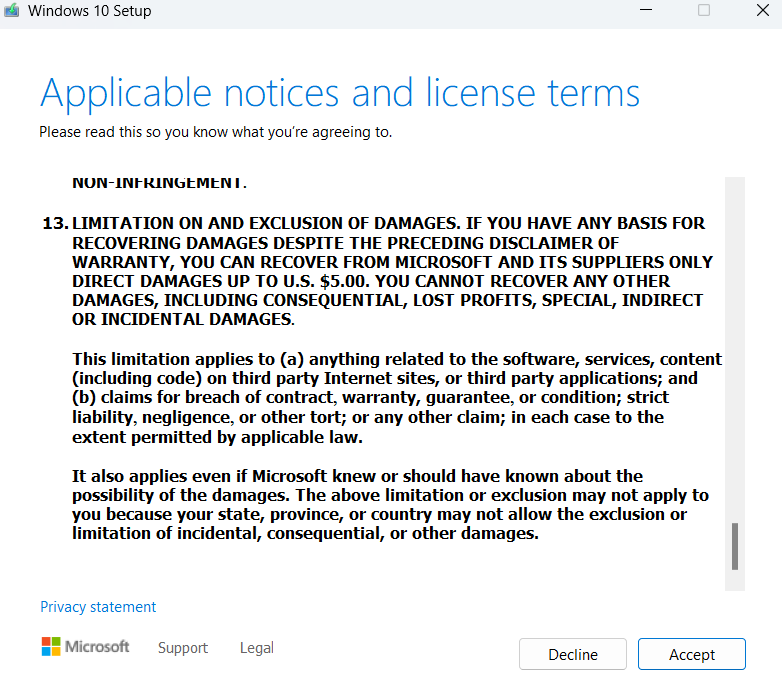 Windows 10 Setup
Applicable notices and license terms
Please read this so you know what you're agreeing to.
NON-INFRINGEMENT.
13. LIMITATION ON AND EXCLUSION OF DAMAGES. IF YOU HAVE ANY BASIS FOR
RECOVERING DAMAGES DESPITE THE PRECEDING DISCLAIMER OF
WARRANTY, YOU CAN RECOVER FROM MICROSOFT AND ITS SUPPLIERS ONLY
DIRECT DAMAGES UP TO U.S. $5.00. YOU CANNOT RECOVER ANY OTHER
DAMAGES, INCLUDING CONSEQUENTIAL, LOST PROFITS, SPECIAL, INDIRECT
OR INCIDENTAL DAMAGES.
This limitation applies to (a) anything related to the software, services, content
(including code) on third party Internet sites, or third party applications; and
(b) claims for breach of contract, warranty, guarantee, or condition; strict
liability, negligence, or other tort; or any other claim; in each case to the
extent permitted by applicable law.
It also applies even if Microsoft knew or should have known about the
possibility of the damages. The above limitation or exclusion may not apply to
you because your state, province, or country may not allow the exclusion or
limitation of incidental, consequential, or other damages.
Privacy statement
Microsoft Support Legal
Decline Accept